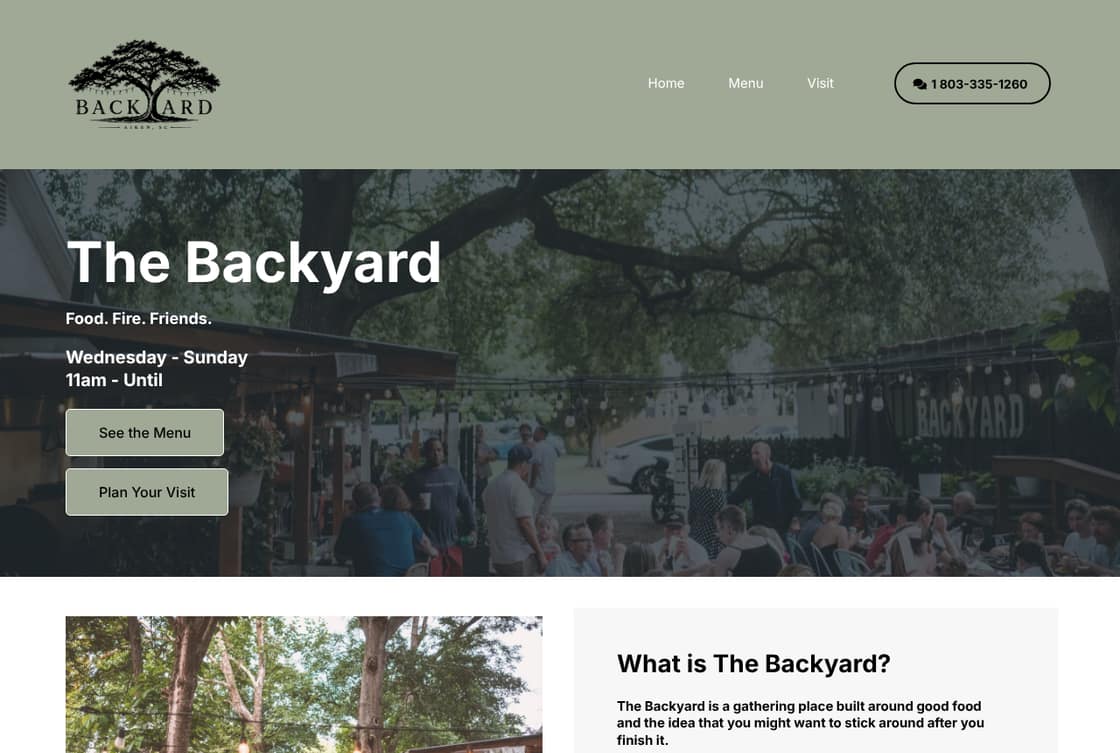 BACKYARD
AIKEN, SC
Home
Menu
Visit
1 803-335-1260
The Backyard
Food. Fire. Friends.
Wednesday - Sunday
11am - Until
BACKYARD
See the Menu
Plan Your Visit
What is The Backyard?
The Backyard is a gathering place built around good food
and the idea that you might want to stick around after you
finish it.